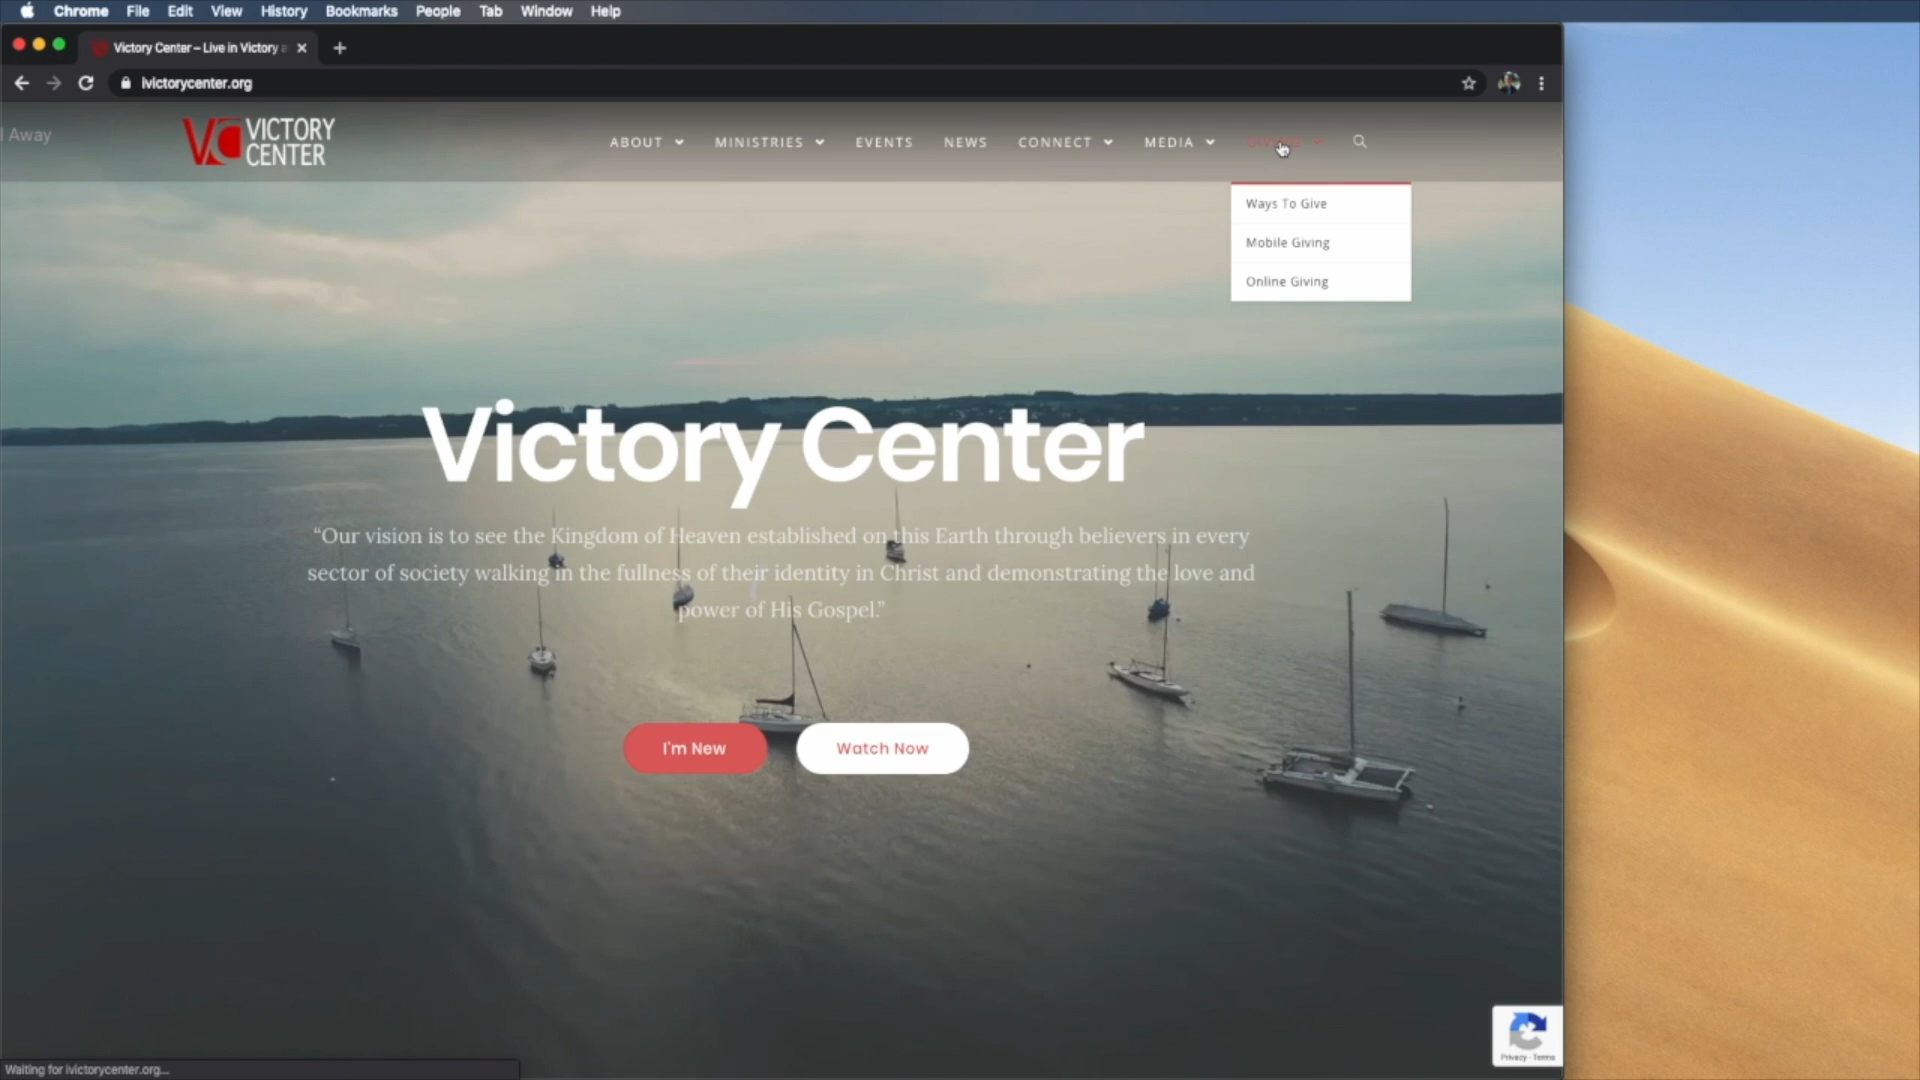 Chrome File Edit View History Bookmarks People Tab Window Help
Victory Center – Live in Victory
ivictorycenter.org
l Away
VC VICTORY CENTER
ABOUT MINISTRIES EVENTS NEWS CONNECT MEDIA
Ways To Give
Mobile Giving
Online Giving
Victory Center
“Our vision is to see the Kingdom of Heaven established on this Earth through believers in every
sector of society walking in the fullness of their identity in Christ and demonstrating the love and
power of His Gospel.”
I'm New
Watch Now
Privacy - Terms
Waiting for ivictorycenter.org...